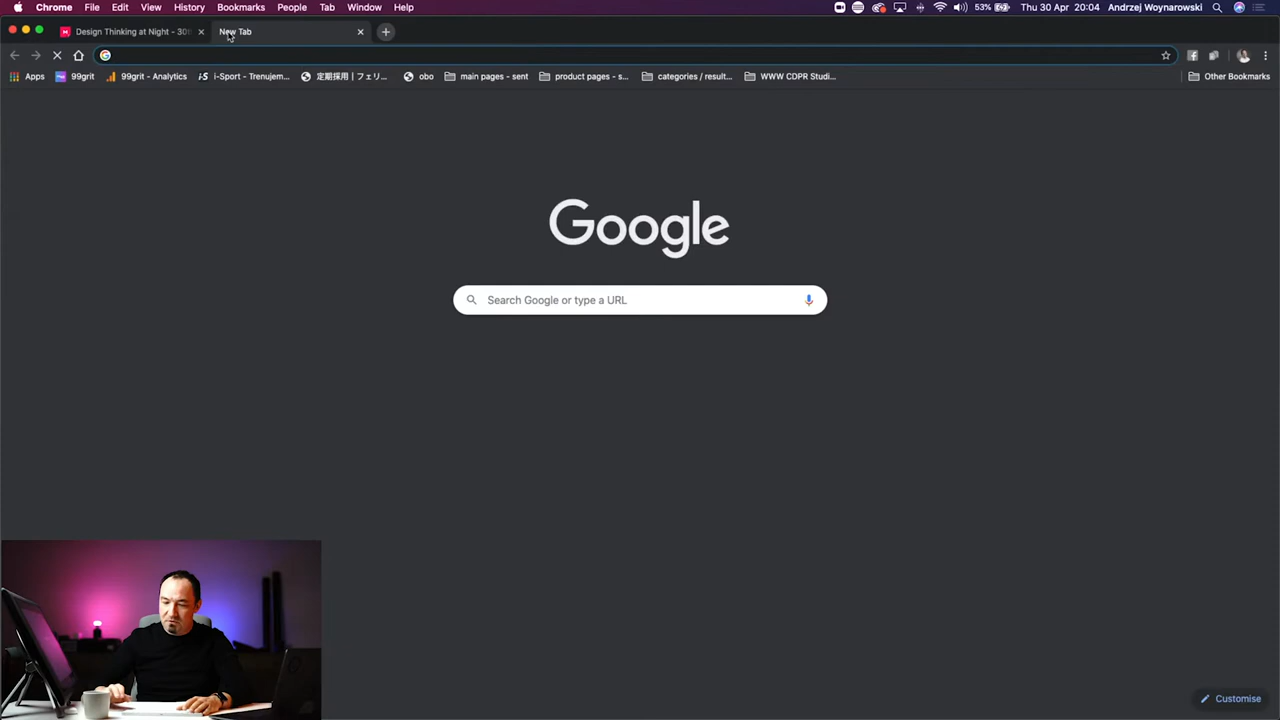 Chrome File Edit View History Bookmarks People Tab Window Help 53% Thu 30 Apr 20:04 Andrzej Woynarowski
Design Thinking at Night - 300 New Tab
Apps 99grit 99grit - Analytics i-Sport - Trenujem... 定期採用 | フェリ... obo main pages - sent product pages - s... categories / result... WWW CDPR Studi... Other Bookmarks
Google
Search Google or type a URL
Customise